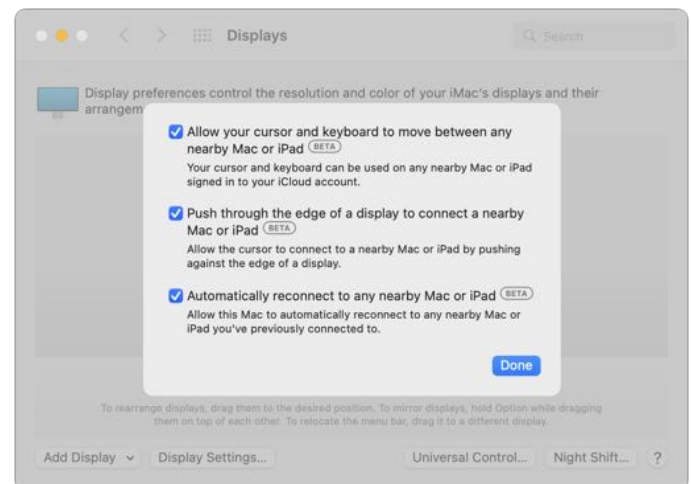 Displays
Search
Display preferences control the resolution and color of your iMac's displays and their
arrangem
Allow your cursor and keyboard to move between any
nearby Mac or iPad BETA
Your cursor and keyboard can be used on any nearby Mac or iPad
signed in to your iCloud account.
Push through the edge of a display to connect a nearby
Mac or iPad BETA
Allow the cursor to connect to a nearby Mac or iPad by pushing
against the edge of a display.
Automatically reconnect to any nearby Mac or iPad BETA
Allow this Mac to automatically reconnect to any nearby Mac or
iPad you've previously connected to.
Done
To rearrange displays, drag them to the desired position. To mirror displays, hold Option while dragging
them on top of each other. To relocate the menu bar, drag it to a different display.
Add Display
Display Settings...
Universal Control...
Night Shift...
?